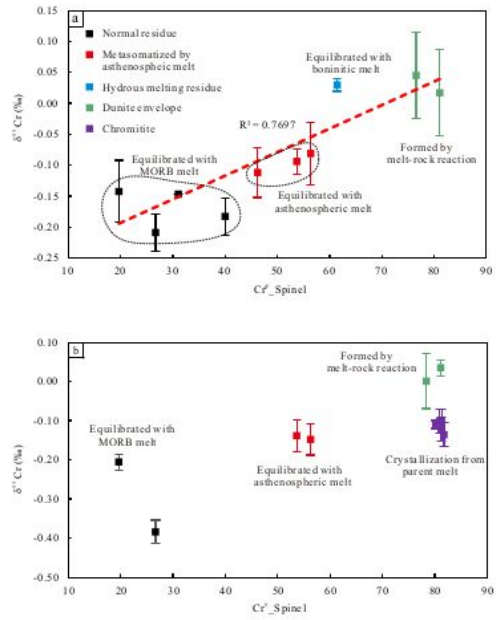 a
Normal residue
Metasomatized by
asthenospheric melt
Hydrous melting residue
Dunite envelope
Chromitite
Equilibrated with
boninitic melt
R² = 0.7697
Equilibrated with
MORB melt
Equilibrated with
asthenospheric melt
Formed by
melt-rock reaction
0.15
0.10
0.05
0.00
-0.05
-0.10
-0.15
-0.20
-0.25
δ⁵³Cr (‰)
10 20 30 40 50 60 70 80 90
Cr#_Spinel
b
Formed by
melt-rock reaction
Equilibrated with
MORB melt
Equilibrated with
asthenospheric melt
Crystallization from
parent melt
0.10
0.00
-0.10
-0.20
-0.30
-0.40
-0.50
δ⁵³Cr (‰)
10 20 30 40 50 60 70 80 90
Cr#_Spinel